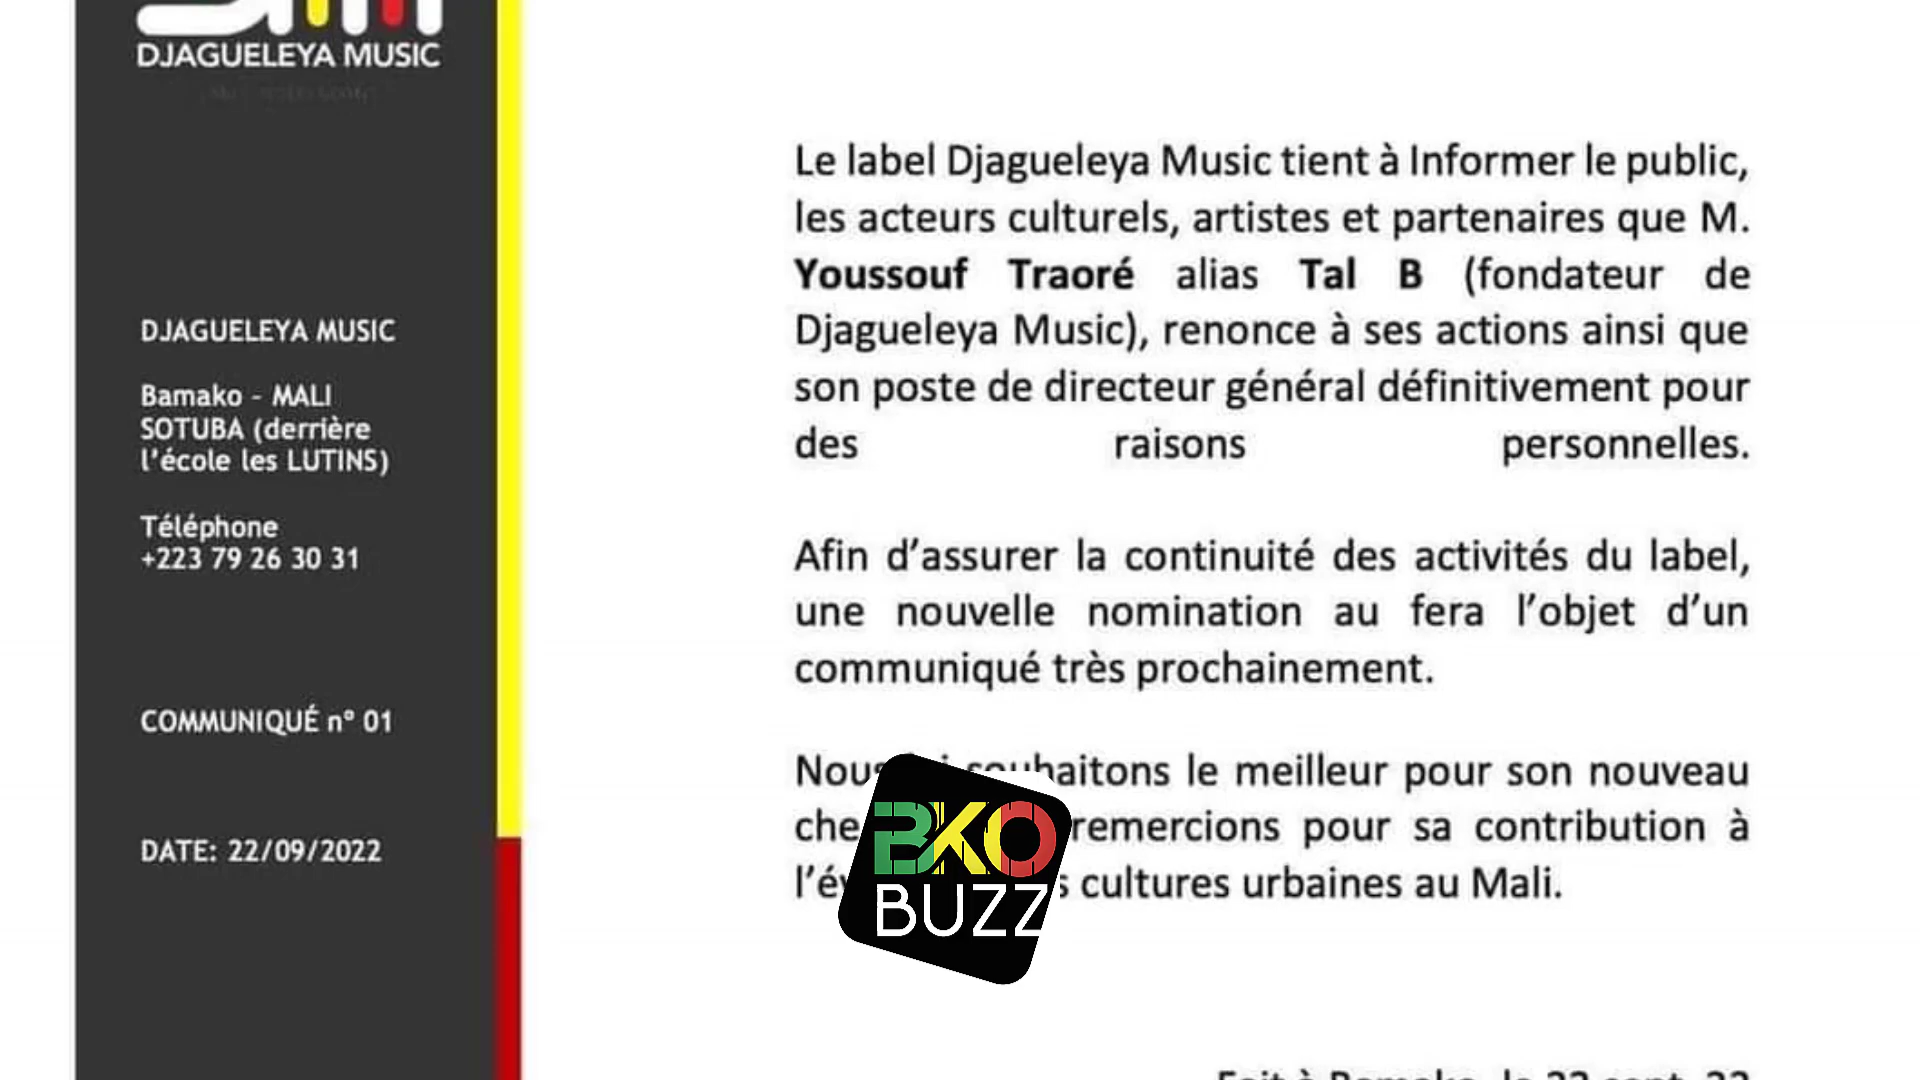 DJAGUELEYA MUSIC
DJAGUELEYA MUSIC
Bamako - MALI
SOTUBA (derrière
l'école les LUTINS)
Téléphone
+223 79 26 30 31
COMMUNIQUÉ n° 01
DATE: 22/09/2022
Le label Djagueleya Music tient à Informer le public,
les acteurs culturels, artistes et partenaires que M.
Youssouf Traoré alias Tal B (fondateur de
Djagueleya Music), renonce à ses actions ainsi que
son poste de directeur général définitivement pour
des raisons personnelles.
Afin d’assurer la continuité des activités du label,
une nouvelle nomination au fera l’objet d’un
communiqué très prochainement.
Nous souhaitons le meilleur pour son nouveau
remercions pour sa contribution à
cultures urbaines au Mali.
BKO
BUZZ